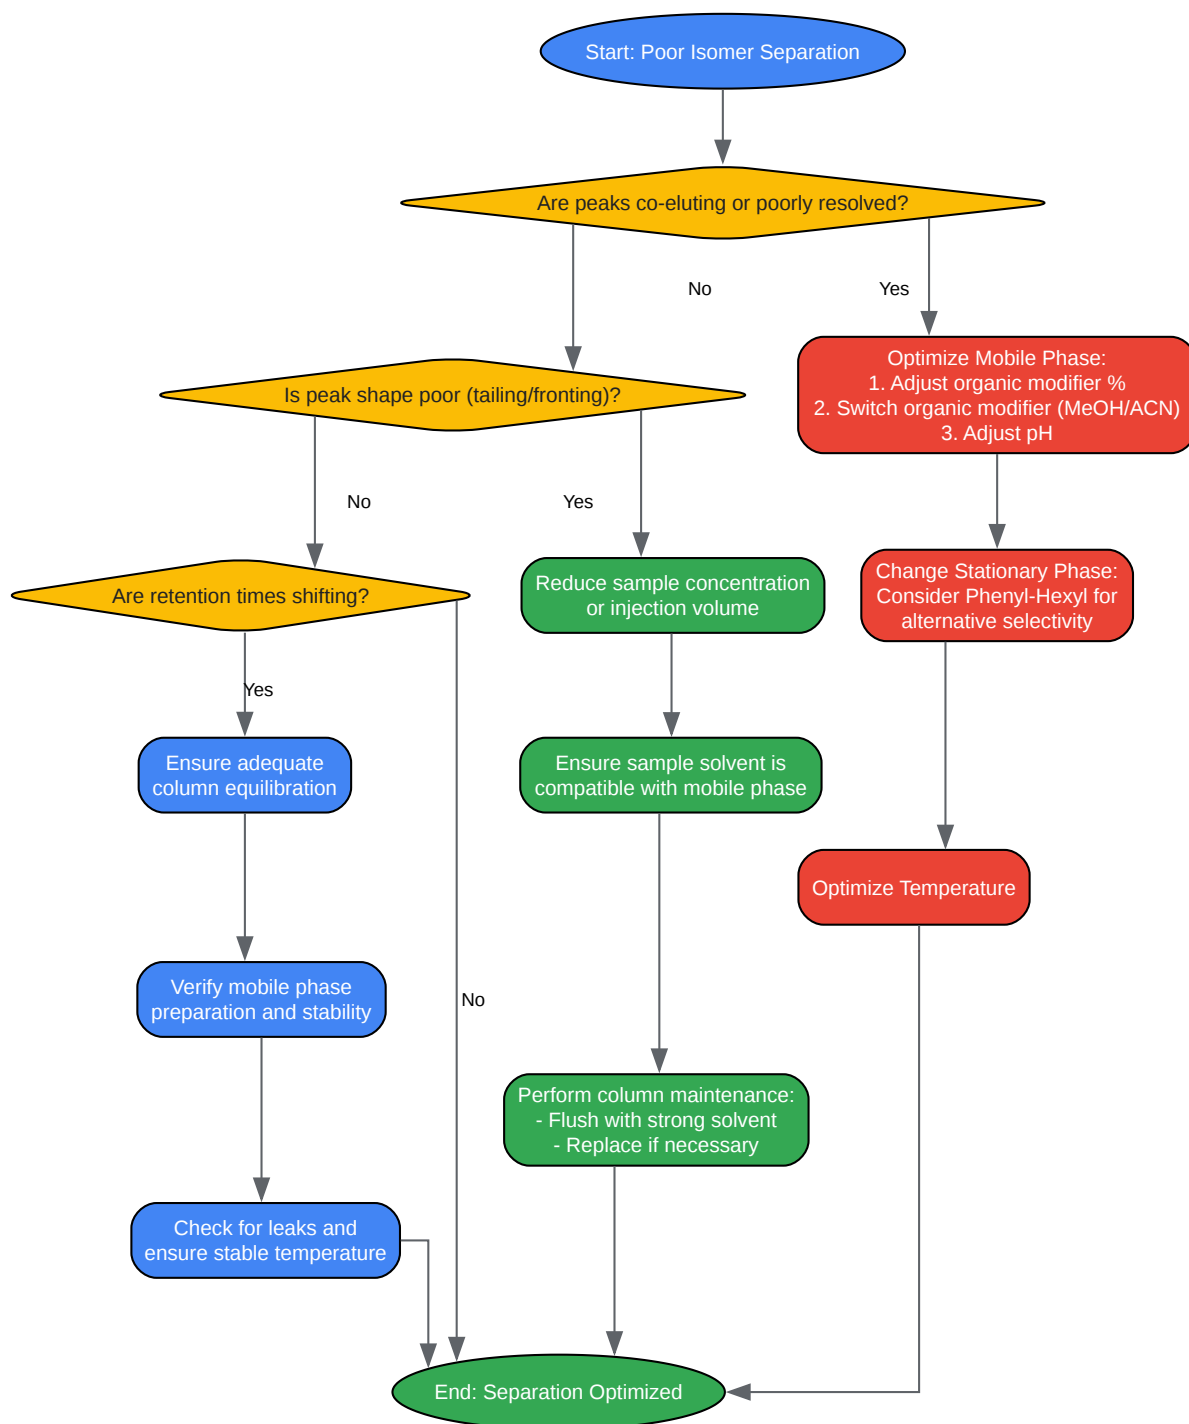 Start: Poor Isomer Separation
Are peaks co-eluting or poorly resolved?
No
Yes
Optimize Mobile Phase:
1. Adjust organic modifier %
2. Switch organic modifier (MeOH/ACN)
3. Adjust pH
Is peak shape poor (tailing/fronting)?
No
Yes
Change Stationary Phase:
Consider Phenyl-Hexyl for
alternative selectivity
Reduce sample concentration
or injection volume
Are retention times shifting?
Yes
Ensure adequate
column equilibration
Ensure sample solvent is
compatible with mobile phase
Optimize Temperature
Verify mobile phase
preparation and stability
No
Perform column maintenance:
- Flush with strong solvent
- Replace if necessary
Check for leaks and
ensure stable temperature
End: Separation Optimized